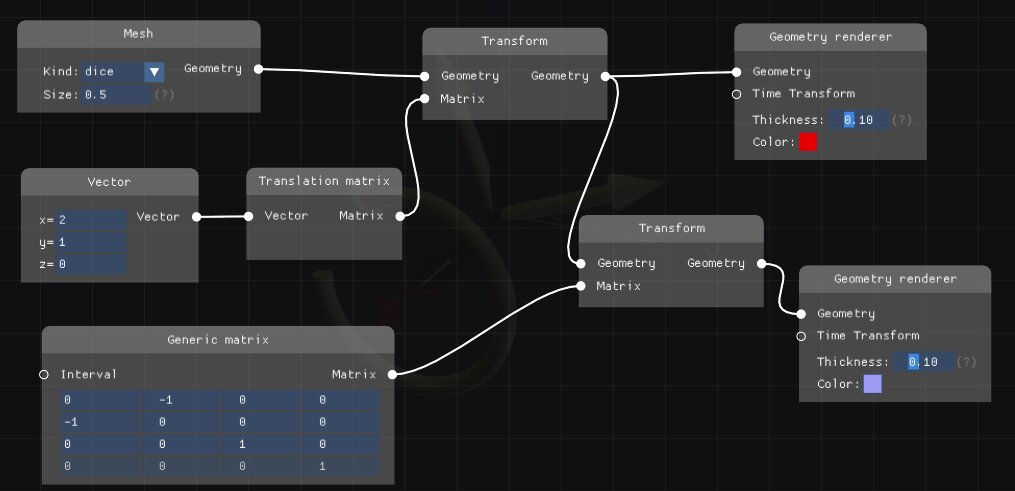 Mesh
Kind: dice
Geometry
Size: 0.5 (?)
Transform
Geometry Geometry
Matrix
Geometry renderer
Geometry
Time Transform
Thickness: 0.10 (?)
Color:
Vector
x= 2
Vector
y= 1
z= 0
Translation matrix
Vector Matrix
Transform
Geometry Geometry
Matrix
Geometry renderer
Geometry
Time Transform
Thickness: 0.10 (?)
Color:
Generic matrix
Interval Matrix
0 -1 0 0
-1 0 0 0
0 0 1 0
0 0 0 1